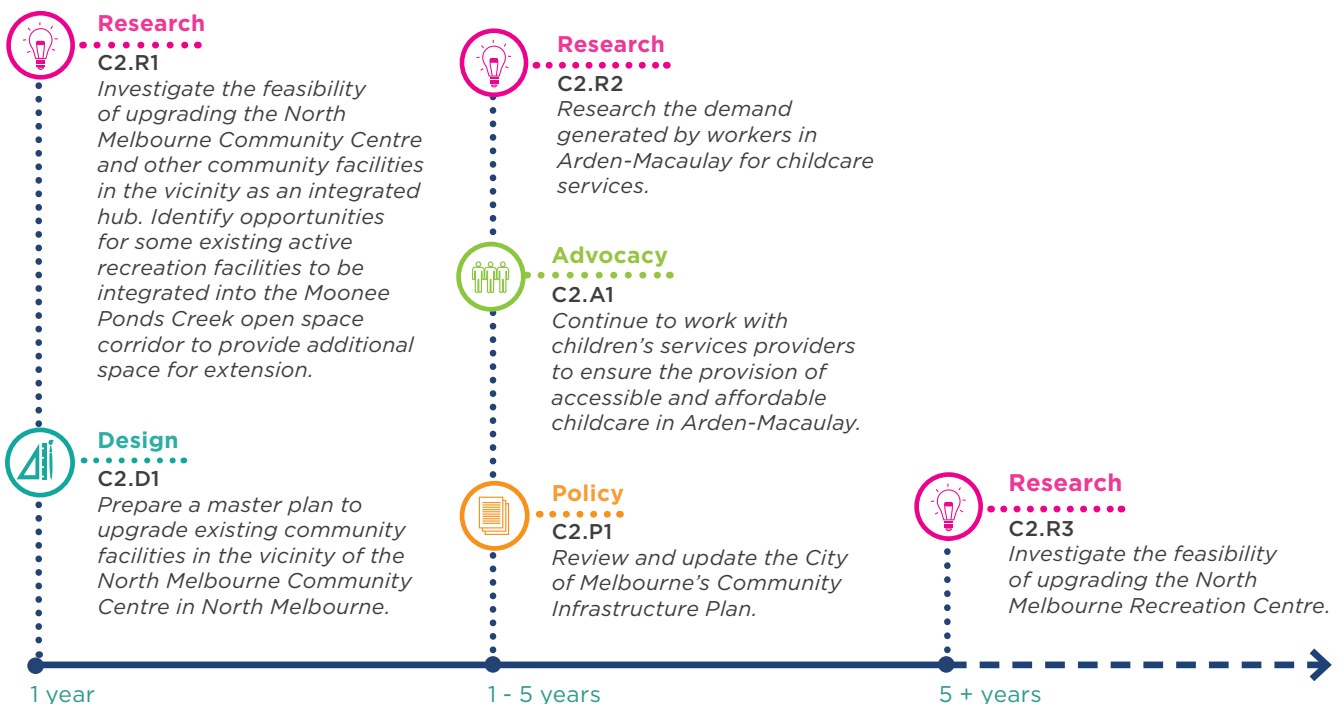 Research
C2.R1
Investigate the feasibility
of upgrading the North
Melbourne Community Centre
and other community facilities
in the vicinity as an integrated
hub. Identify opportunities
for some existing active
recreation facilities to be
integrated into the Moonee
Ponds Creek open space
corridor to provide additional
space for extension.
Design
C2.D1
Prepare a master plan to
upgrade existing community
facilities in the vicinity of the
North Melbourne Community
Centre in North Melbourne.
Research
C2.R2
Research the demand
generated by workers in
Arden-Macaulay for childcare
services.
Advocacy
C2.A1
Continue to work with
children’s services providers
to ensure the provision of
accessible and affordable
childcare in Arden-Macaulay.
Policy
C2.P1
Review and update the City
of Melbourne’s Community
Infrastructure Plan.
Research
C2.R3
Investigate the feasibility
of upgrading the North
Melbourne Recreation Centre.
1 year
1 - 5 years
5 + years